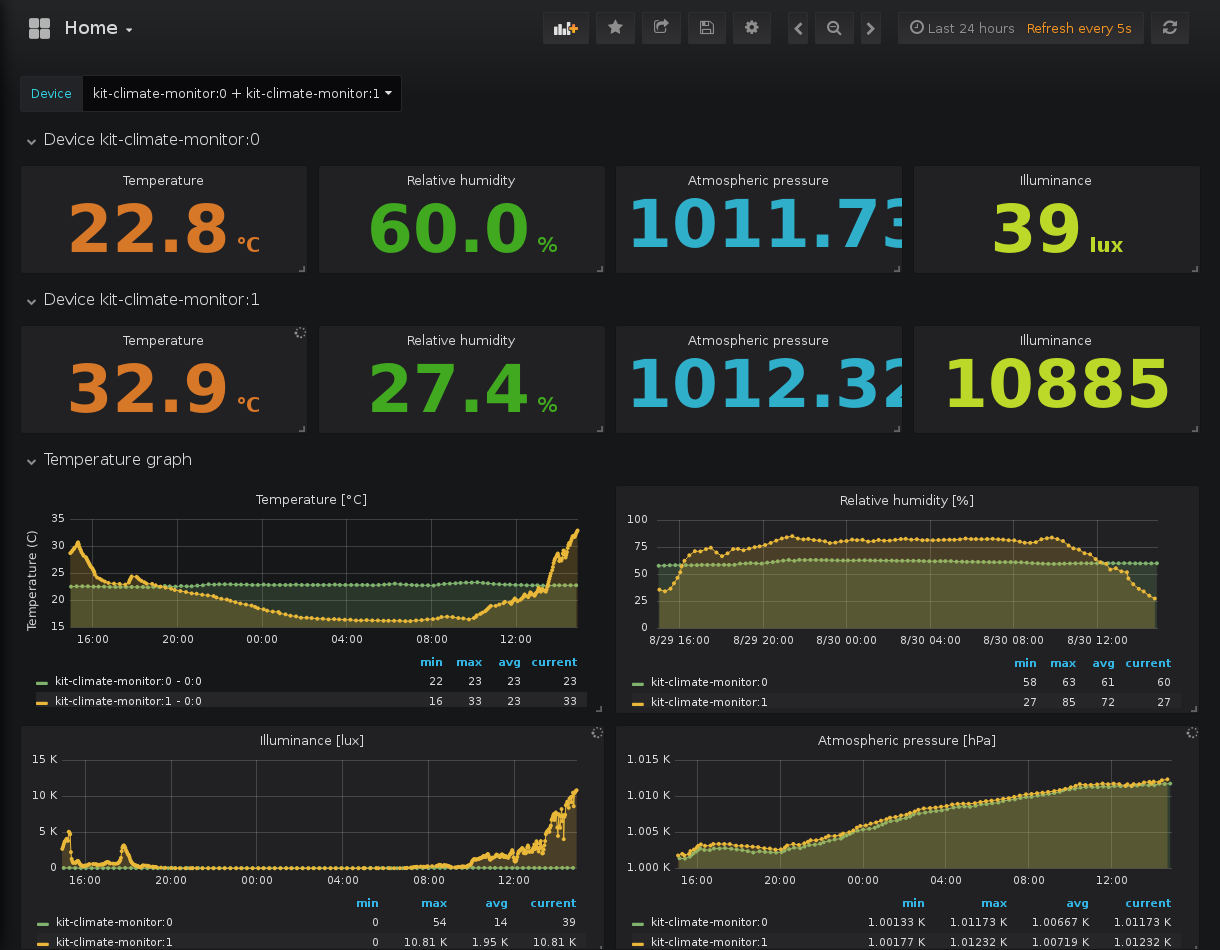 Home
Last 24 hours Refresh every 5s
Device kit-climate-monitor:0 + kit-climate-monitor:1
Device kit-climate-monitor:0
Temperature Relative humidity Atmospheric pressure Illuminance
22.8 °C 60.0 % 1011.73 39 lux
Device kit-climate-monitor:1
Temperature Relative humidity Atmospheric pressure Illuminance
32.9 °C 27.4 % 1012.32 10885
Temperature graph
Temperature [°C]
Temperature (C)
35
30
25
20
15
16:00 20:00 00:00 04:00 08:00 12:00
min max avg current
kit-climate-monitor:0 - 0:0 22 23 23 23
kit-climate-monitor:1 - 0:0 16 33 23 33
Relative humidity [%]
100
75
50
25
0
8/29 16:00 8/29 20:00 8/30 00:00 8/30 04:00 8/30 08:00 8/30 12:00
min max avg current
kit-climate-monitor:0 58 63 61 60
kit-climate-monitor:1 27 85 72 27
Illuminance [lux]
15 K
10 K
5 K
0
16:00 20:00 00:00 04:00 08:00 12:00
min max avg current
kit-climate-monitor:0 0 54 14 39
kit-climate-monitor:1 0 10.81 K 1.95 K 10.81 K
Atmospheric pressure [hPa]
1.015 K
1.010 K
1.005 K
1.000 K
16:00 20:00 00:00 04:00 08:00 12:00
min max avg current
kit-climate-monitor:0 1.00133 K 1.01173 K 1.00667 K 1.01173 K
kit-climate-monitor:1 1.00177 K 1.01232 K 1.00719 K 1.01232 K